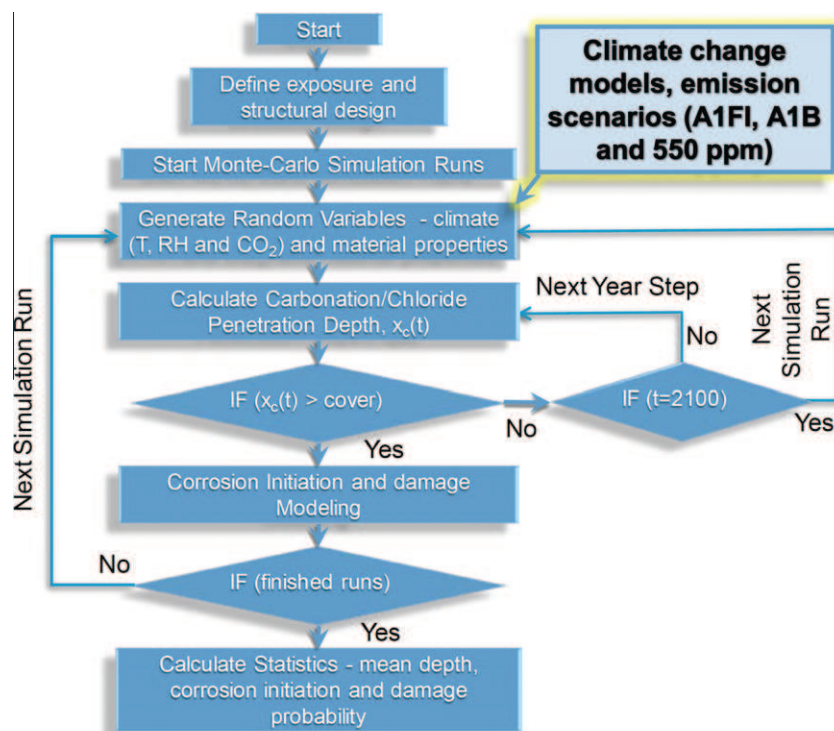 Start
Climate change
models, emission
scenarios (A1FI, A1B
and 550 ppm)
Define exposure and
structural design
Start Monte-Carlo Simulation Runs
Generate Random Variables - climate
(T, RH and CO₂) and material properties
Next Simulation Run
Calculate Carbonation/Chloride
Penetration Depth, x꜀(t)
Next Year Step
No
Next
Simulation
Run
IF (x꜀(t) > cover)
No
IF (t=2100)
Yes
Yes
Corrosion Initiation and damage
Modeling
No
IF (finished runs)
Yes
Calculate Statistics - mean depth,
corrosion initiation and damage
probability